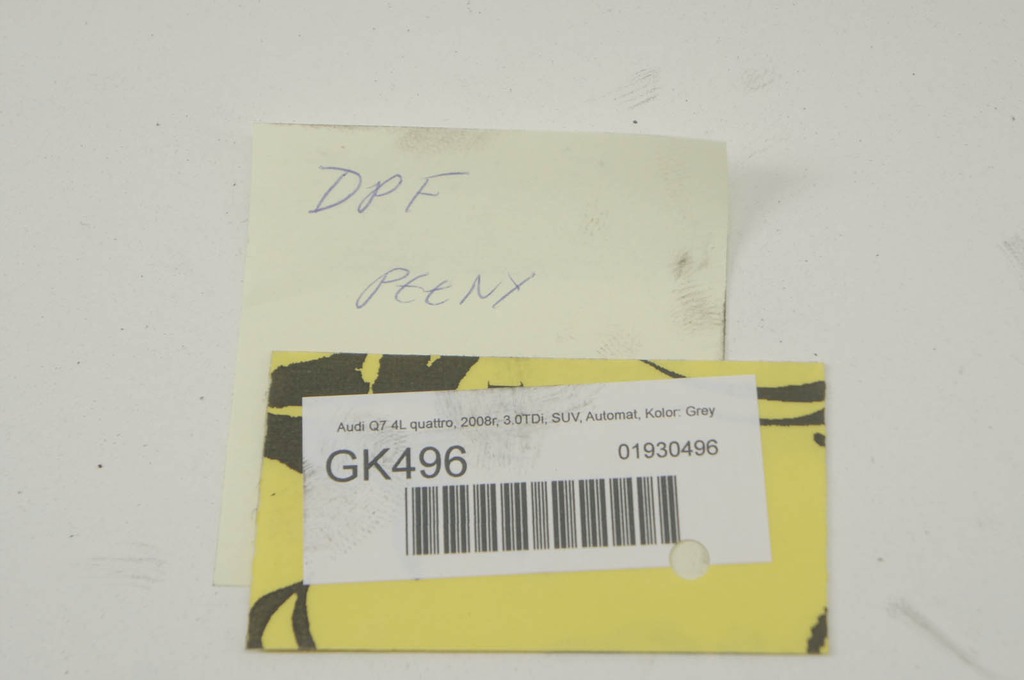 DPF
PEENY
Audi Q7 4L quattro, 2008r, 3.0TDi, SUV, Automat, Kolor: Grey
GK496
01930496